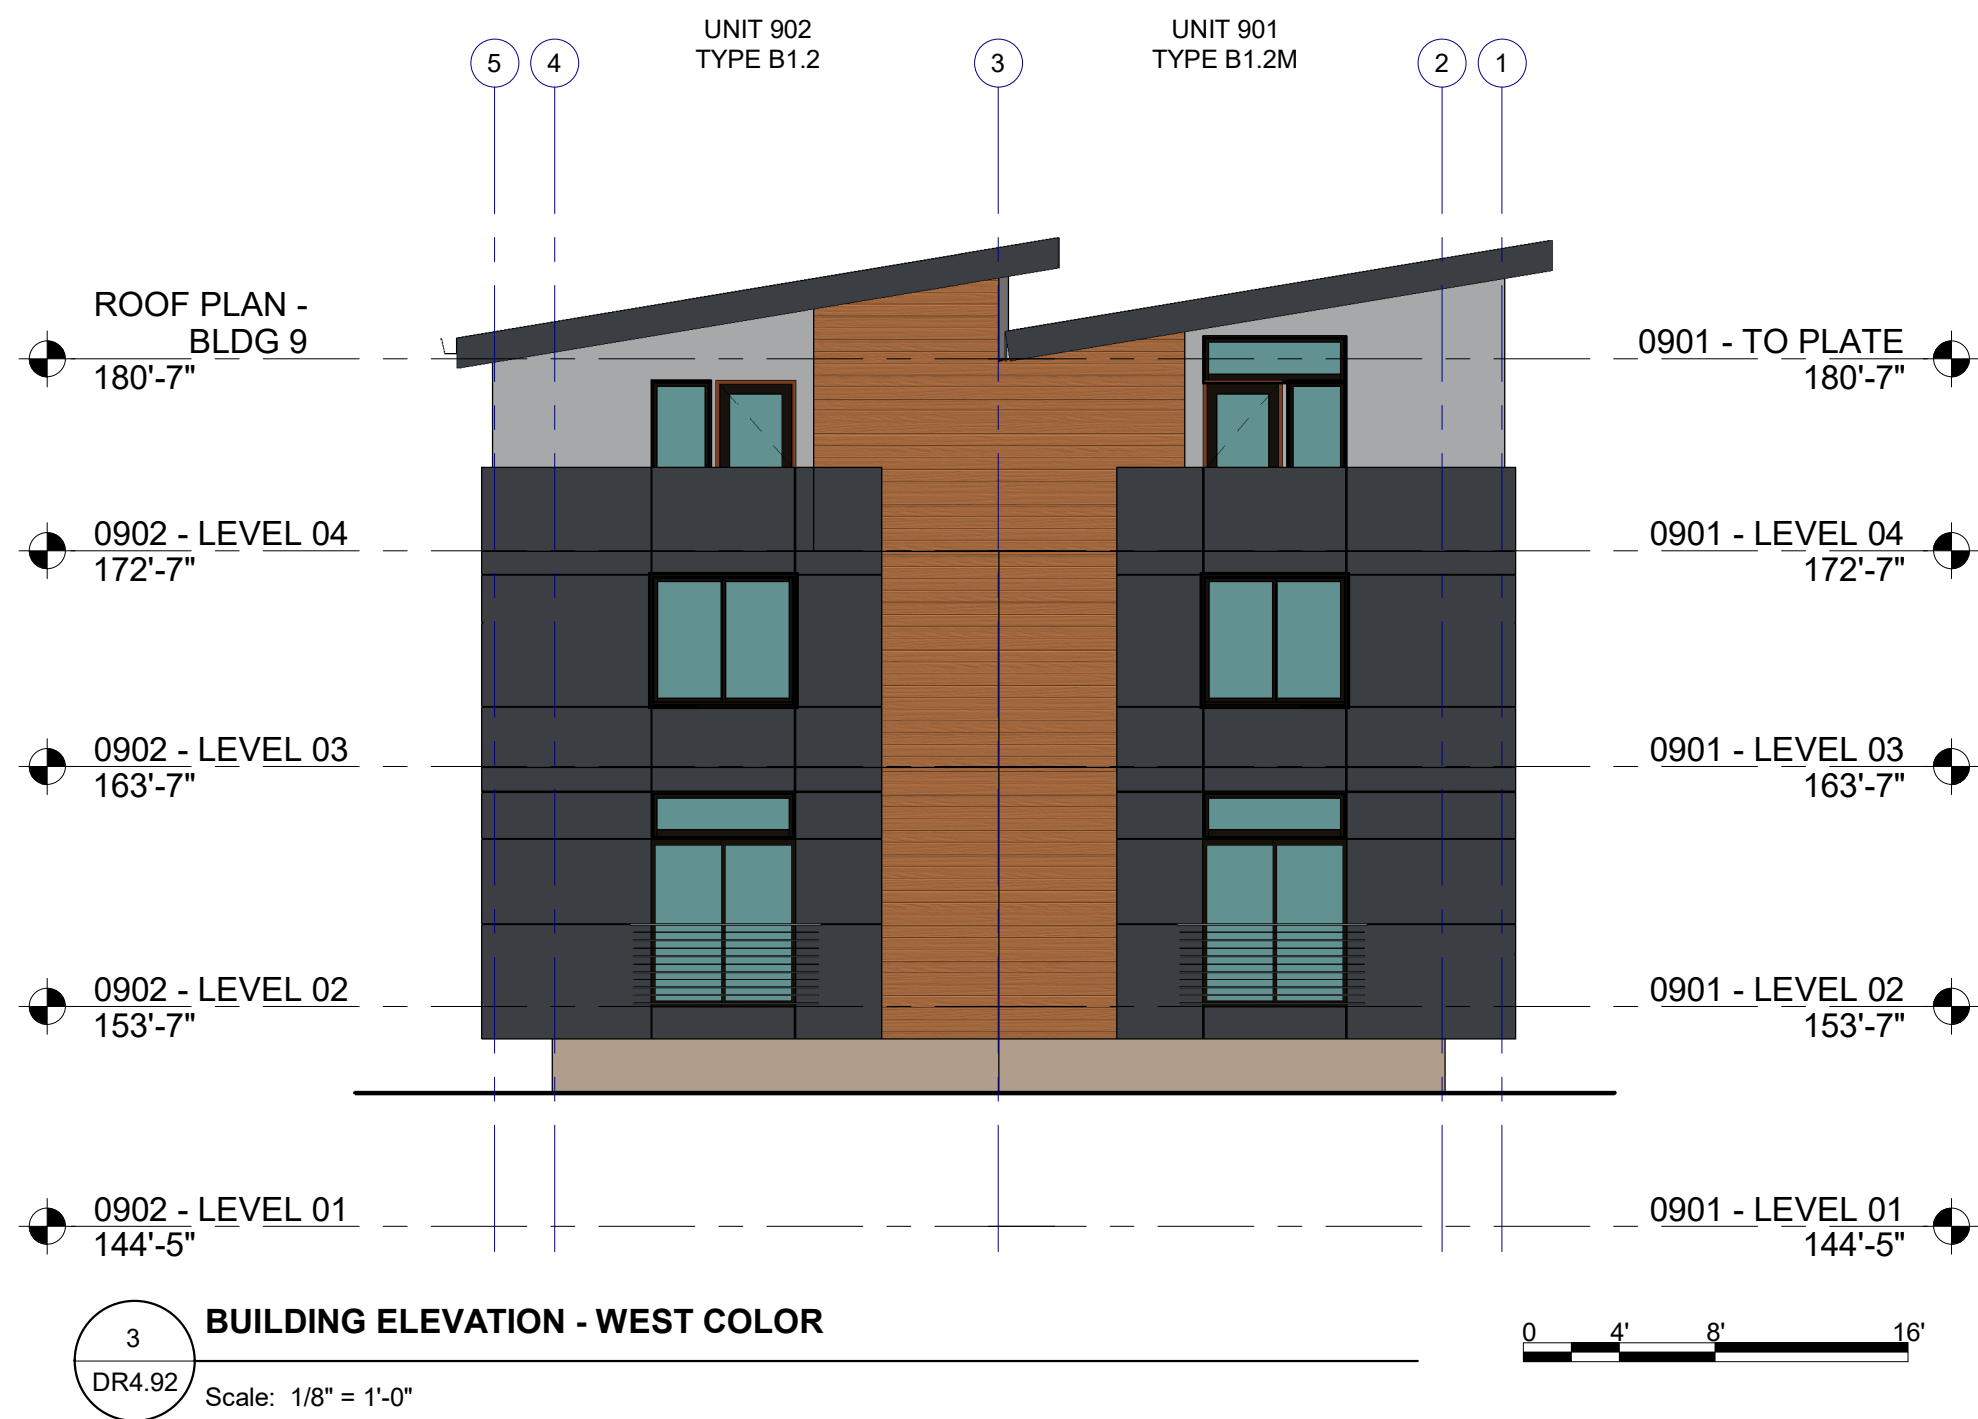 UNIT 902
TYPE B1.2
UNIT 901
TYPE B1.2M
5
4
3
2
1
ROOF PLAN -
BLDG 9
180'-7"
0901 - TO PLATE
180'-7"
0902 - LEVEL 04
172'-7"
0901 - LEVEL 04
172'-7"
0902 - LEVEL 03
163'-7"
0901 - LEVEL 03
163'-7"
0902 - LEVEL 02
153'-7"
0901 - LEVEL 02
153'-7"
0902 - LEVEL 01
144'-5"
0901 - LEVEL 01
144'-5"
3
DR4.92
BUILDING ELEVATION - WEST COLOR
Scale: 1/8" = 1'-0"
0 4' 8' 16'